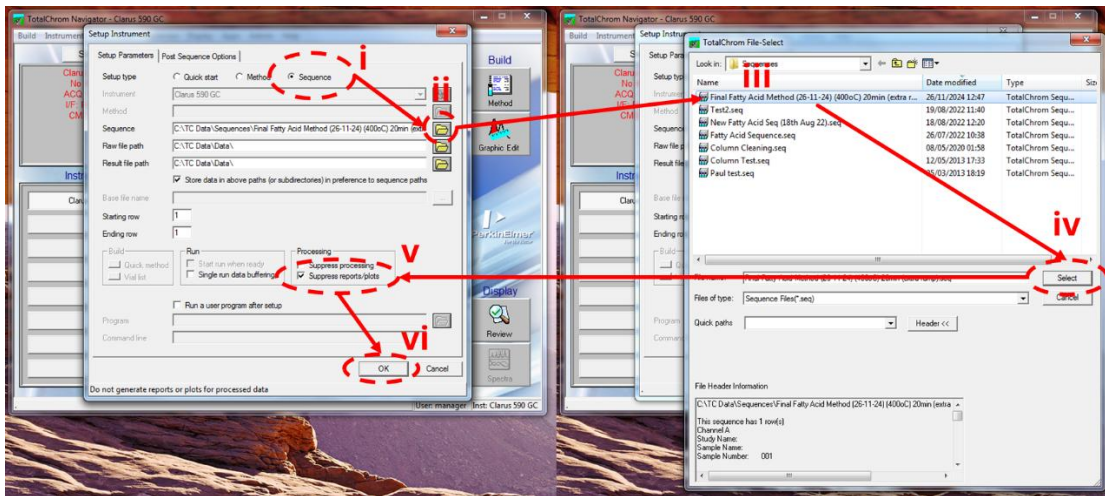 TotalChrom Navigator - Clarus 590 GC
Build Instrument
Setup Instrument
Setup Parameters
Post Sequence Options
Setup type
Quick start
Method
Sequence
Instrument
Clarus 590 GC
Method
Sequence
C:\TC Data\Sequences\Final Fatty Acid Method (26-11-24) (400oC) 20min (extra
Raw file path
C:\TC Data\Data\
Result file path
C:\TC Data\Data\
Store data in above paths (or subdirectories) in preference to sequence paths
Base file name
...
Starting row
1
Ending row
1
Build
Quick method
Vial list
Run
Start run when ready
Single run data buffering
Processing
Suppress processing
Suppress reports/plots
Run a user program after setup
Program
Command line
OK
Cancel
Do not generate reports or plots for processed data
i
ii
v
vi
Build
Method
Graphic Edit
PerkinElmer
Display
Review
Spectra
User: manager Inst: Clarus 590 GC
TotalChrom Navigator - Clarus 590 GC
Build Instrument
Setup Instrument
TotalChrom File-Select
Look in:
Sequences
iii
Name
Date modified
Type
Final Fatty Acid Method (26-11-24) (400oC) 20min (extra r...
26/11/2024 12:47
TotalChrom Sequ...
Test2.seq
19/08/2022 11:40
TotalChrom Sequ...
New Fatty Acid Seq (18th Aug 22).seq
18/08/2022 12:20
TotalChrom Sequ...
Fatty Acid Sequence.seq
26/07/2022 10:38
TotalChrom Sequ...
Column Cleaning.seq
08/05/2020 01:58
TotalChrom Sequ...
Column Test.seq
12/05/2013 17:33
TotalChrom Sequ...
Paul test.seq
05/03/2013 18:19
TotalChrom Sequ...
iv
Select
Files of type:
Sequence Files(*.seq)
Cancel
Quick paths
Header <<
File Header Information
C:\TC Data\Sequences\Final Fatty Acid Method (26-11-24) (400oC) 20min (extra
This sequence has 1 row(s)
Channel A
Study Name:
Sample Name:
Sample Number: 001